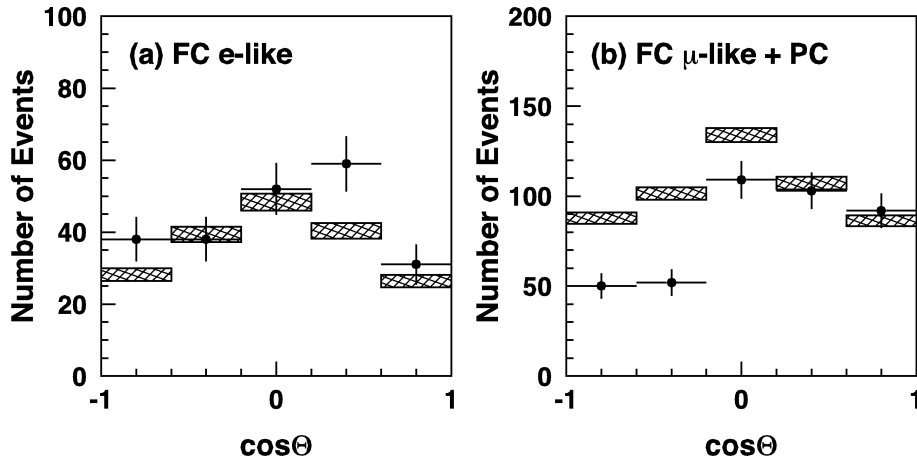 (a) FC e-like
Number of Events
100
80
60
40
20
0
-1
0
1
cosΘ
(b) FC μ-like + PC
Number of Events
200
150
100
50
0
-1
0
1
cosΘ